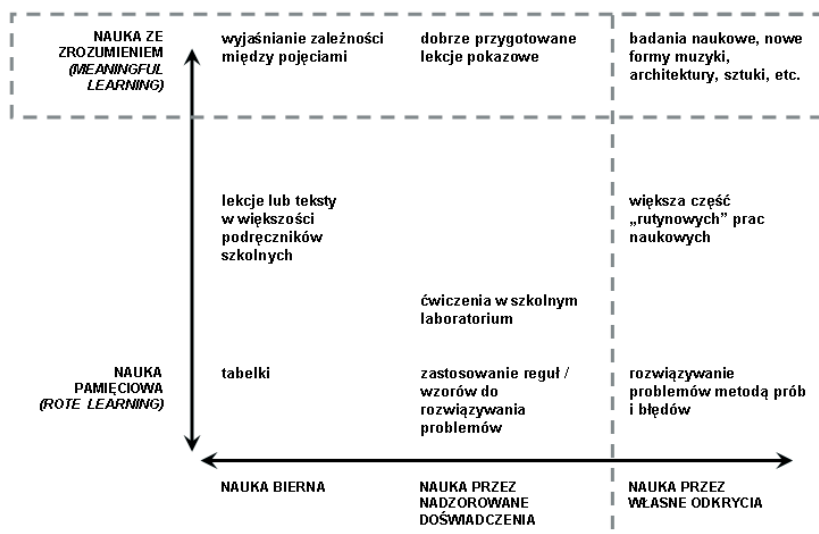 NAUKA ZE
ZROZUMIENIEM
(MEANINGFUL
LEARNING)
wyjaśnianie zależności
między pojęciami
dobrze przygotowane
lekcje pokazowe
badania naukowe, nowe
formy muzyki,
architektury, sztuki, etc.
lekcje lub teksty
w większości
podręczników
szkolnych
większa część
„rutynowych” prac
naukowych
ćwiczenia w szkolnym
laboratorium
NAUKA
PAMIĘCIOWA
(ROTE LEARNING)
tabelki
zastosowanie reguł /
wzorów do
rozwiązywania
problemów
rozwiązywanie
problemów metodą prób
i błędów
NAUKA BIERNA
NAUKA PRZEZ
NADZOROWANE
DOŚWIADCZENIA
NAUKA PRZEZ
WŁASNE ODKRYCIA